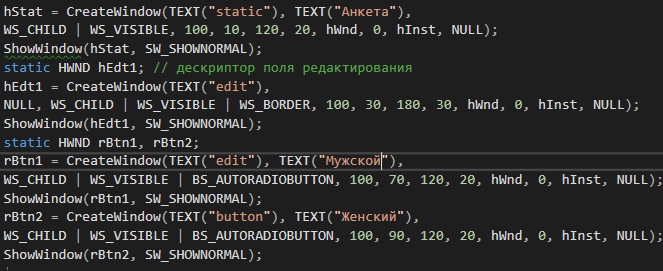 hStat = CreateWindow(TEXT("static"), TEXT("Анкета"),
WS_CHILD | WS_VISIBLE, 100, 10, 120, 20, hWnd, 0, hInst, NULL);
ShowWindow(hStat, SW_SHOWNORMAL);
static HWND hEdt1; // дескриптор поля редактирования
hEdt1 = CreateWindow(TEXT("edit"),
NULL, WS_CHILD | WS_VISIBLE | WS_BORDER, 100, 30, 180, 30, hWnd, 0, hInst, NULL);
ShowWindow(hEdt1, SW_SHOWNORMAL);
static HWND rBtn1, rBtn2;
rBtn1 = CreateWindow(TEXT("edit"), TEXT("Мужской"),
WS_CHILD | WS_VISIBLE | BS_AUTORADIOBUTTON, 100, 70, 120, 20, hWnd, 0, hInst, NULL);
ShowWindow(rBtn1, SW_SHOWNORMAL);
rBtn2 = CreateWindow(TEXT("button"), TEXT("Женский"),
WS_CHILD | WS_VISIBLE | BS_AUTORADIOBUTTON, 100, 90, 120, 20, hWnd, 0, hInst, NULL);
ShowWindow(rBtn2, SW_SHOWNORMAL);